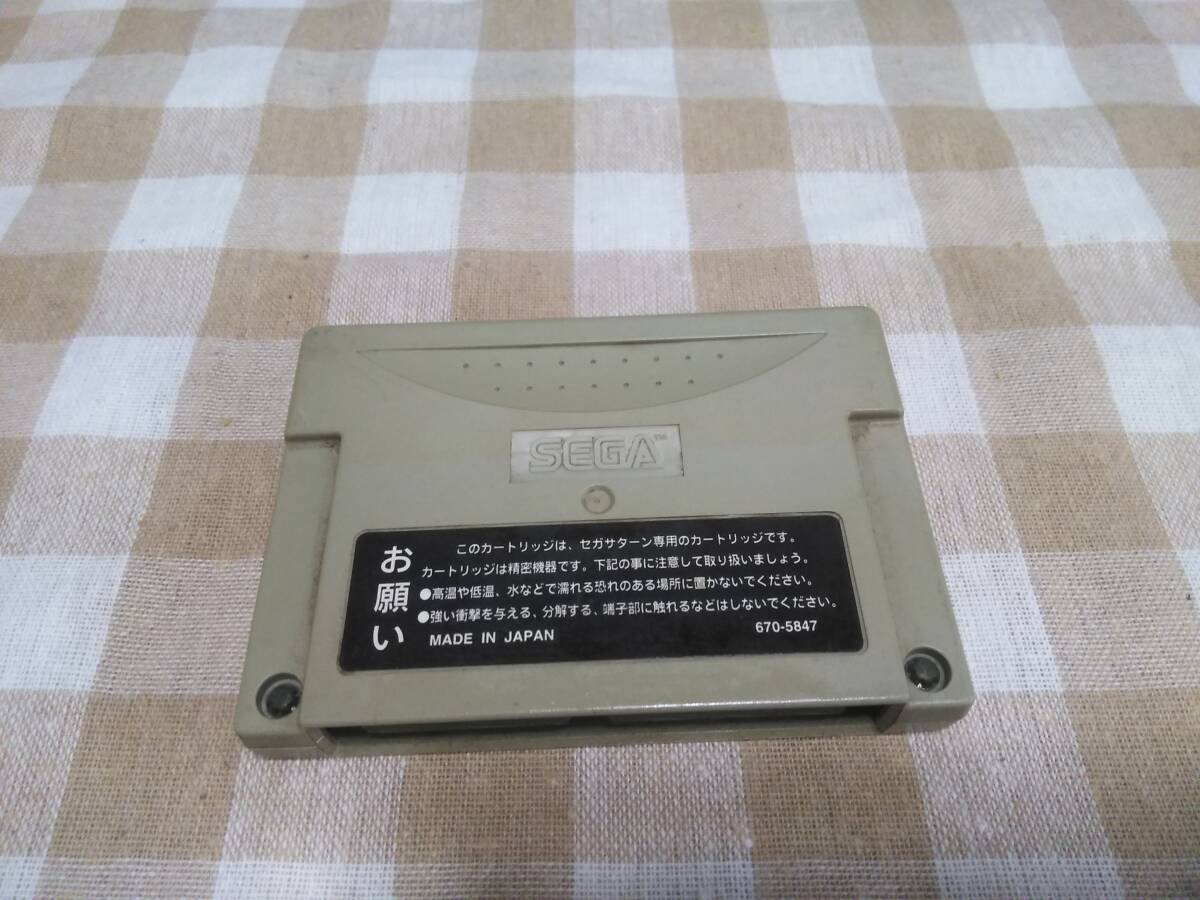 SEGA™
お願い
このカートリッジは、セガサターン専用のカートリッジです。
カートリッジは精密機器です。下記の事に注意して取り扱いましょう。
●高温や低温、水などで濡れる恐れのある場所に置かないでください。
●強い衝撃を与える、分解する、端子部に触れるなどはしないでください。
MADE IN JAPAN 670-5847